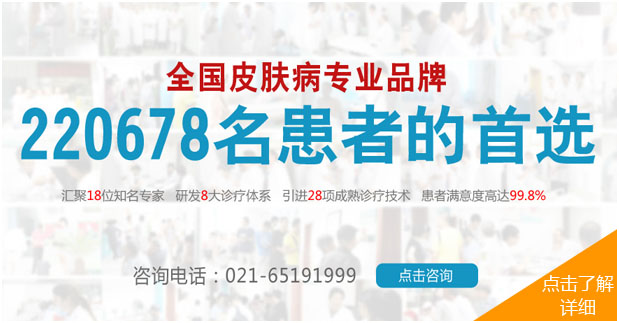 全国皮肤病专业品牌
220678名患者的首选
汇聚18位知名专家 研发8大诊疗体系 引进28项成熟诊疗技术 患者满意度高达99.8%
咨询电话：021-65191999 点击咨询
点击了解
详细